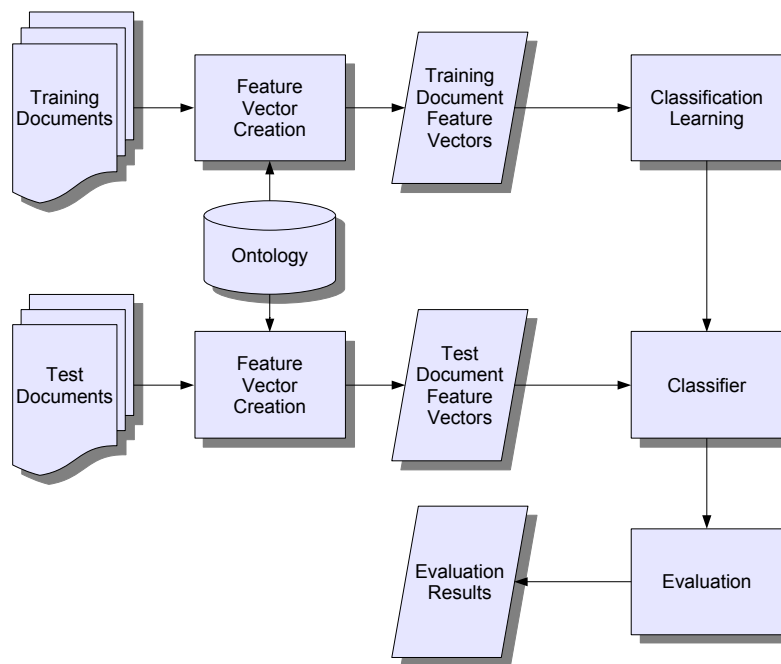 Training
Documents
Feature
Vector
Creation
Training
Document
Feature
Vectors
Classification
Learning
Ontology
Test
Documents
Feature
Vector
Creation
Test
Document
Feature
Vectors
Classifier
Evaluation
Results
Evaluation